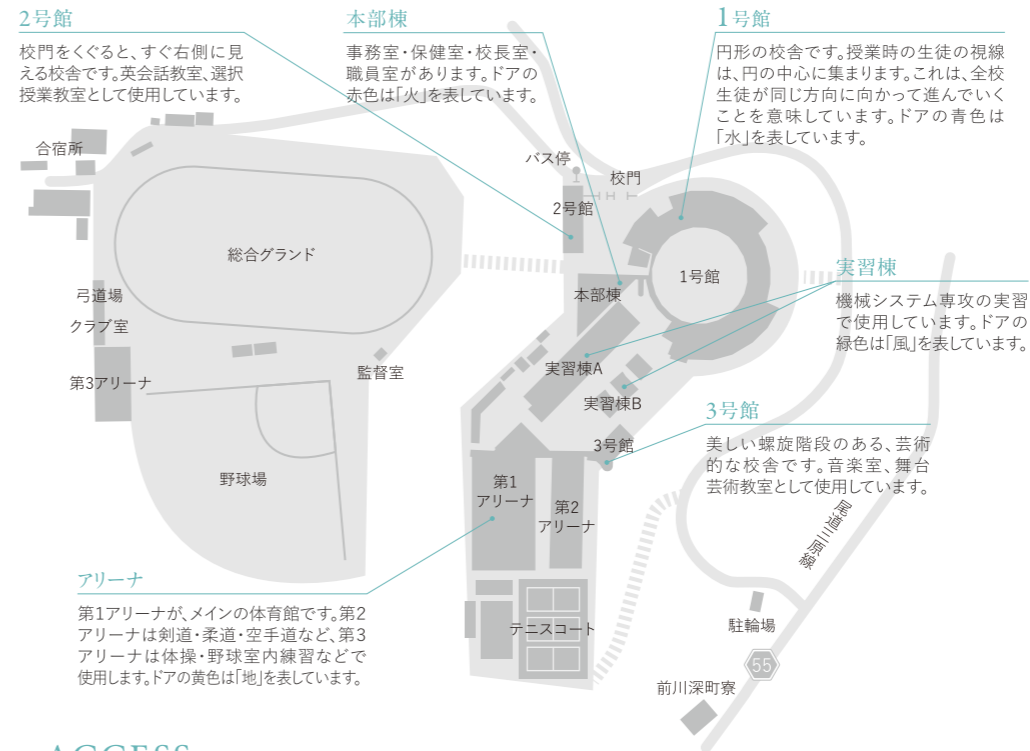 2号館
校門をくぐると、すぐ右側に見
える校舎です。英会話教室、選択
授業教室として使用しています。
本部棟
事務室・保健室・校長室・
職員室があります。ドアの
赤色は「火」を表しています。
1号館
円形の校舎です。授業時の生徒の視線
は、円の中心に集まります。これは、全校
生徒が同じ方向に向かって進んでいく
ことを意味しています。ドアの青色は
「水」を表しています。
合宿所
バス停
校門
2号館
総合グランド
1号館
実習棟
機械システム専攻の実習
で使用しています。ドアの
緑色は「風」を表しています。
本部棟
弓道場
クラブ室
第3アリーナ
監督室
実習棟A
実習棟B
3号館
美しい螺旋階段のある、芸術
的な校舎です。音楽室、舞台
芸術教室として使用しています。
3号館
野球場
第1
アリーナ
第2
アリーナ
尾道三原線
アリーナ
第1アリーナが、メインの体育館です。第2
アリーナは剣道・柔道・空手道など、第3
アリーナは体操・野球室内練習などで
使用します。ドアの黄色は「地」を表しています。
テニスコート
駐輪場
55
前川深町寮
ACCESS